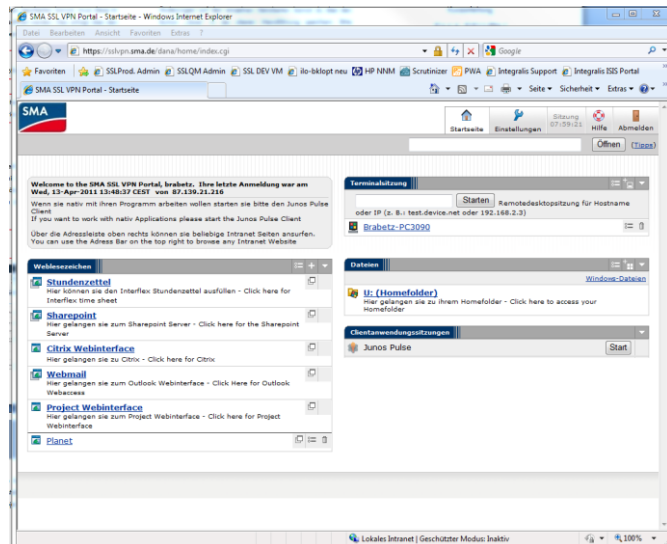 SMA SSL VPN Portal - Startseite - Windows Internet Explorer
Datei Bearbeiten Ansicht Favoriten Extras ?
https://sslvpn.sma.de/dana/home/index.cgi
Google
Favoriten SSLProd. Admin SSLQM Admin SSL DEV VM ilo-bklopt neu HP NNM Scrutinizer PWA Integralis Support Integralis ISIS Portal
SMA SSL VPN Portal - Startseite
Seite Sicherheit Extras
SMA
Startseite Einstellungen Sitzung 07:59:21 Hilfe Abmelden
Öffnen (Tipps)
Welcome to the SMA SSL VPN Portal, brabetz. Ihre letzte Anmeldung war am
Wed, 13-Apr-2011 13:48:37 CEST von 87.139.21.216
Wenn sie nativ mit ihren Programm arbeiten wollen starten sie bitte den Junos Pulse
Client
If you want to work with nativ Applications please start the Junos Pulse Client
Über die Adressleiste oben rechts können sie beliebige Intranet Seiten ansurfen.
You can use the Adress Bar on the top right to browse any Intranet Website
Weblesezeichen
Stundenzettel
Hier können sie den Interflex Stundenzettel ausfüllen - Click here for
Interflex time sheet
Sharepoint
Hier gelangen sie zum Sharepoint Server - Click here for the Sharepoint
Server
Citrix Webinterface
Hier gelangen sie zu Citrix - Click here for Citrix
Webmail
Hier gelangen sie zum Outlook Webinterface - Click Here for Outlook
Webaccess
Project Webinterface
Hier gelangen sie zum Project Webinterface - Click here for Project
Webinterface
Planet
Terminalsitzung
Starten Remotedesktopsitzung für Hostname
oder IP (z. B.: test.device.net oder 192.168.2.3)
Brabetz-PC3090
Dateien
Windows-Dateien
U: (Homefolder)
Hier gelangen sie zu ihrem Homefolder - Click here to access your
Homefolder
Clientanwendungssitzungen
Junos Pulse Start
Lokales Intranet | Geschützter Modus: Inaktiv
100%